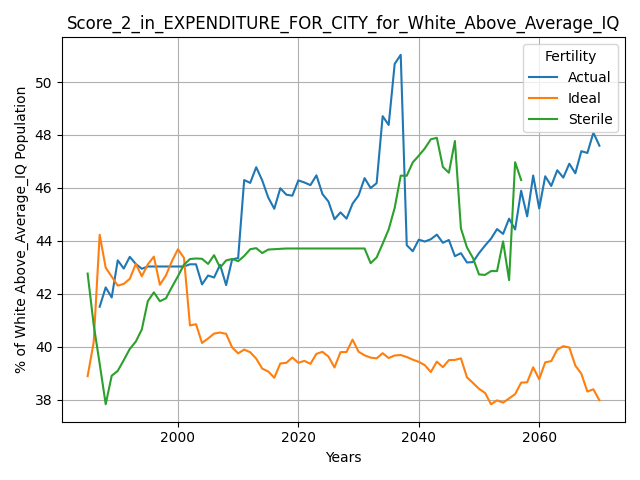 Score_2_in_EXPENDITURE_FOR_CITY_for_White_Above_Average_IQ
Fertility
Actual
Ideal
Sterile
% of White Above_Average_IQ Population
50
48
46
44
42
40
38
2000 2020 2040 2060
Years